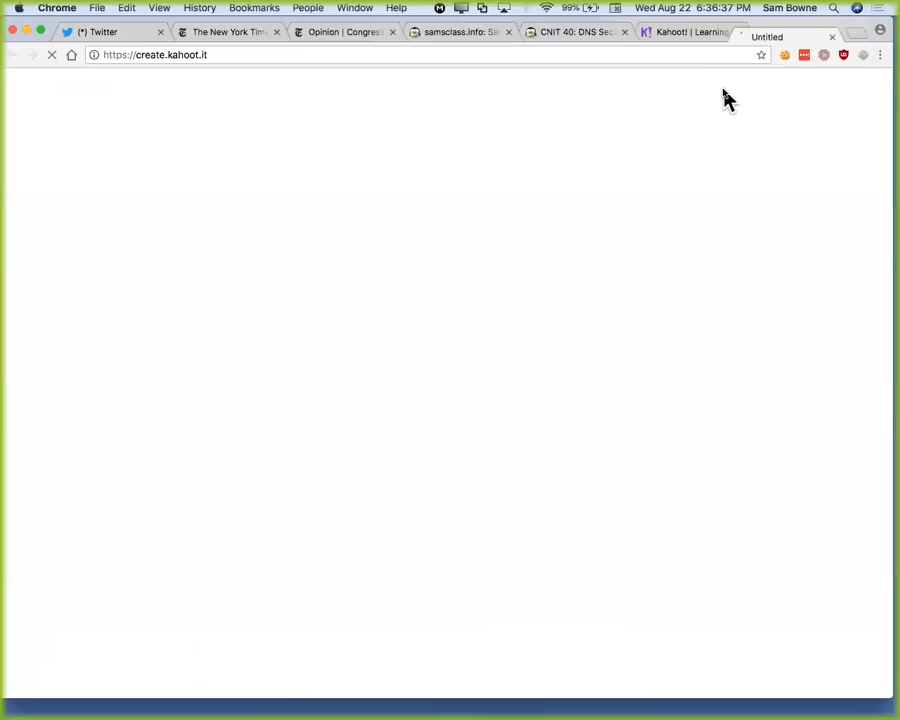 Chrome File Edit View History Bookmarks People Window Help 99% Wed Aug 22 6:36:37 PM Sam Bowne
(*) Twitter The New York Tim Opinion | Congress samsclass.info: Sa CNIT 40: DNS Sec Kahoot! | Learning Untitled
https://create.kahoot.it